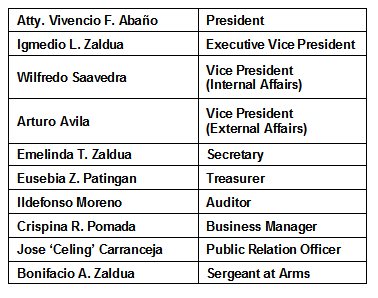 Atty. Vivencio F. Abaño President
Igmedio L. Zaldua Executive Vice President
Wilfredo Saavedra Vice President
(Internal Affairs)
Arturo Avila Vice President
(External Affairs)
Emelinda T. Zaldua Secretary
Eusebia Z. Patingan Treasurer
Ildefonso Moreno Auditor
Crispina R. Pomada Business Manager
Jose ‘Celing’ Carranceja Public Relation Officer
Bonifacio A. Zaldua Sergeant at Arms